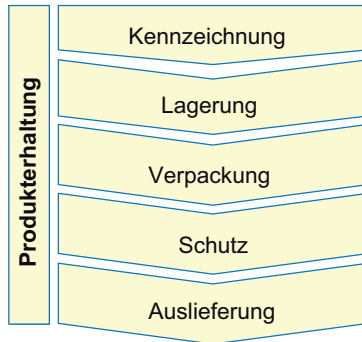 Produkterhaltung
Kennzeichnung
Lagerung
Verpackung
Schutz
Auslieferung